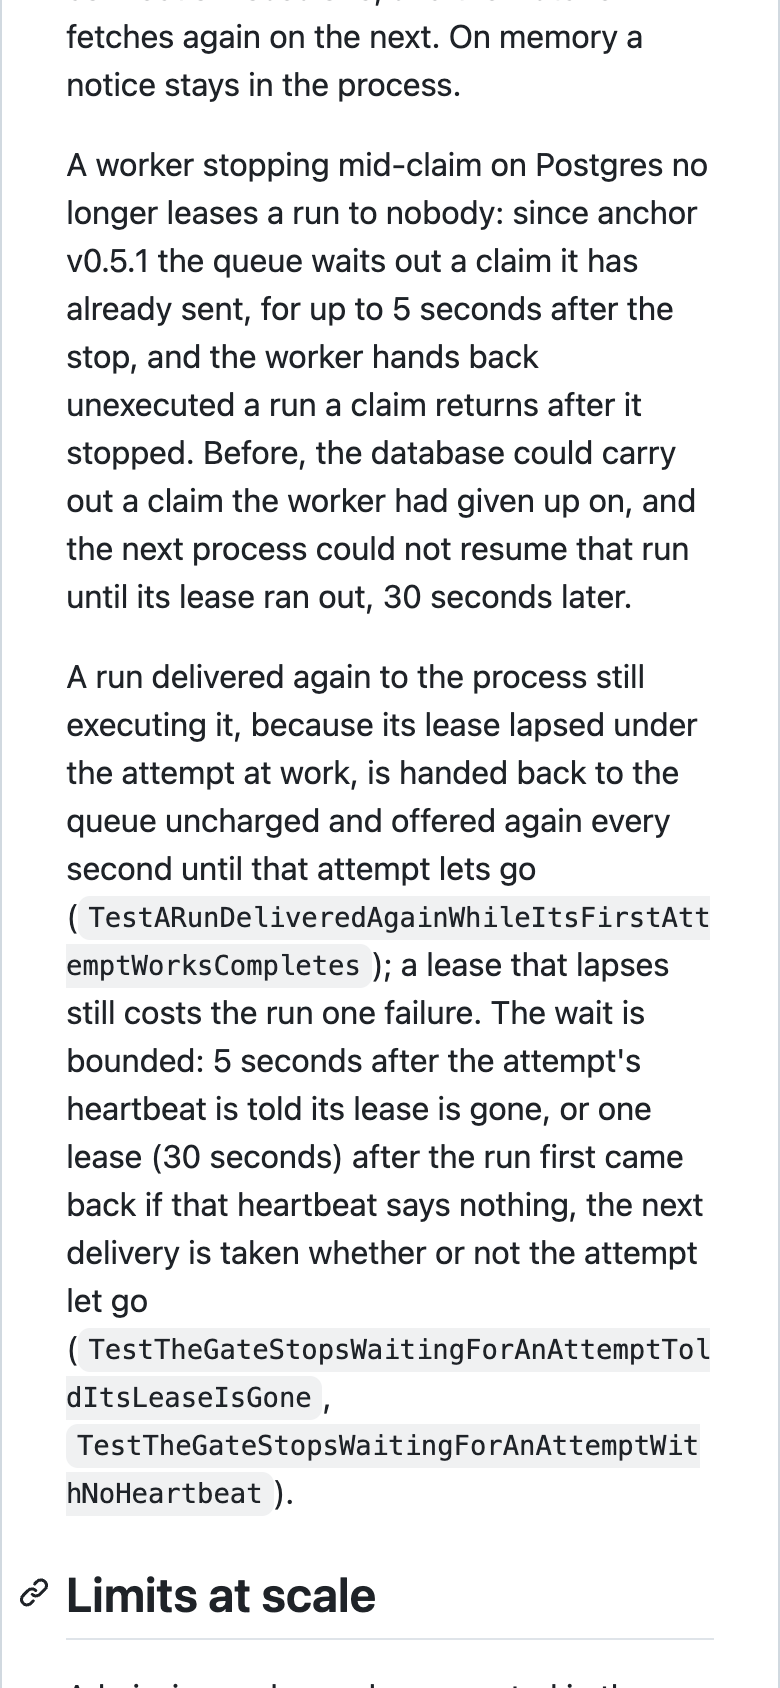 fetches again on the next. On memory a
notice stays in the process.
A worker stopping mid-claim on Postgres no
longer leases a run to nobody: since anchor
v0.5.1 the queue waits out a claim it has
already sent, for up to 5 seconds after the
stop, and the worker hands back
unexecuted a run a claim returns after it
stopped. Before, the database could carry
out a claim the worker had given up on, and
the next process could not resume that run
until its lease ran out, 30 seconds later.
A run delivered again to the process still
executing it, because its lease lapsed under
the attempt at work, is handed back to the
queue uncharged and offered again every
second until that attempt lets go
(TestARunDeliveredAgainWhileItsFirstAtt
emptWorksCompletes); a lease that lapses
still costs the run one failure. The wait is
bounded: 5 seconds after the attempt's
heartbeat is told its lease is gone, or one
lease (30 seconds) after the run first came
back if that heartbeat says nothing, the next
delivery is taken whether or not the attempt
let go
(TestTheGateStopsWaitingForAnAttemptTol
dItsLeaseIsGone,
TestTheGateStopsWaitingForAnAttemptWit
hNoHeartbeat).
Limits at scale